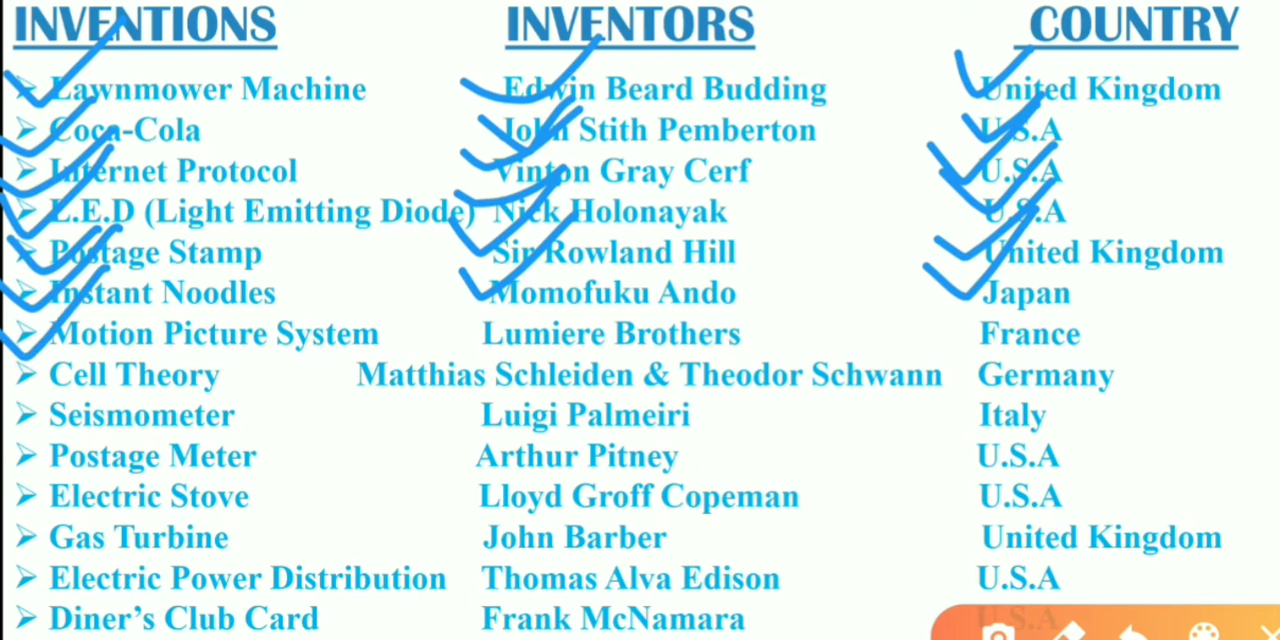 INVENTIONS INVENTORS COUNTRY
➢ Lawnmower Machine Edwin Beard Budding United Kingdom
➢ Coca-Cola John Stith Pemberton U.S.A
➢ Internet Protocol Vinton Gray Cerf U.S.A
➢ L.E.D (Light Emitting Diode) Nick Holonayak U.S.A
➢ Postage Stamp Sir Rowland Hill United Kingdom
➢ Instant Noodles Momofuku Ando Japan
➢ Motion Picture System Lumiere Brothers France
➢ Cell Theory Matthias Schleiden & Theodor Schwann Germany
➢ Seismometer Luigi Palmeiri Italy
➢ Postage Meter Arthur Pitney U.S.A
➢ Electric Stove Lloyd Groff Copeman U.S.A
➢ Gas Turbine John Barber United Kingdom
➢ Electric Power Distribution Thomas Alva Edison U.S.A
➢ Diner’s Club Card Frank McNamara U.S.A